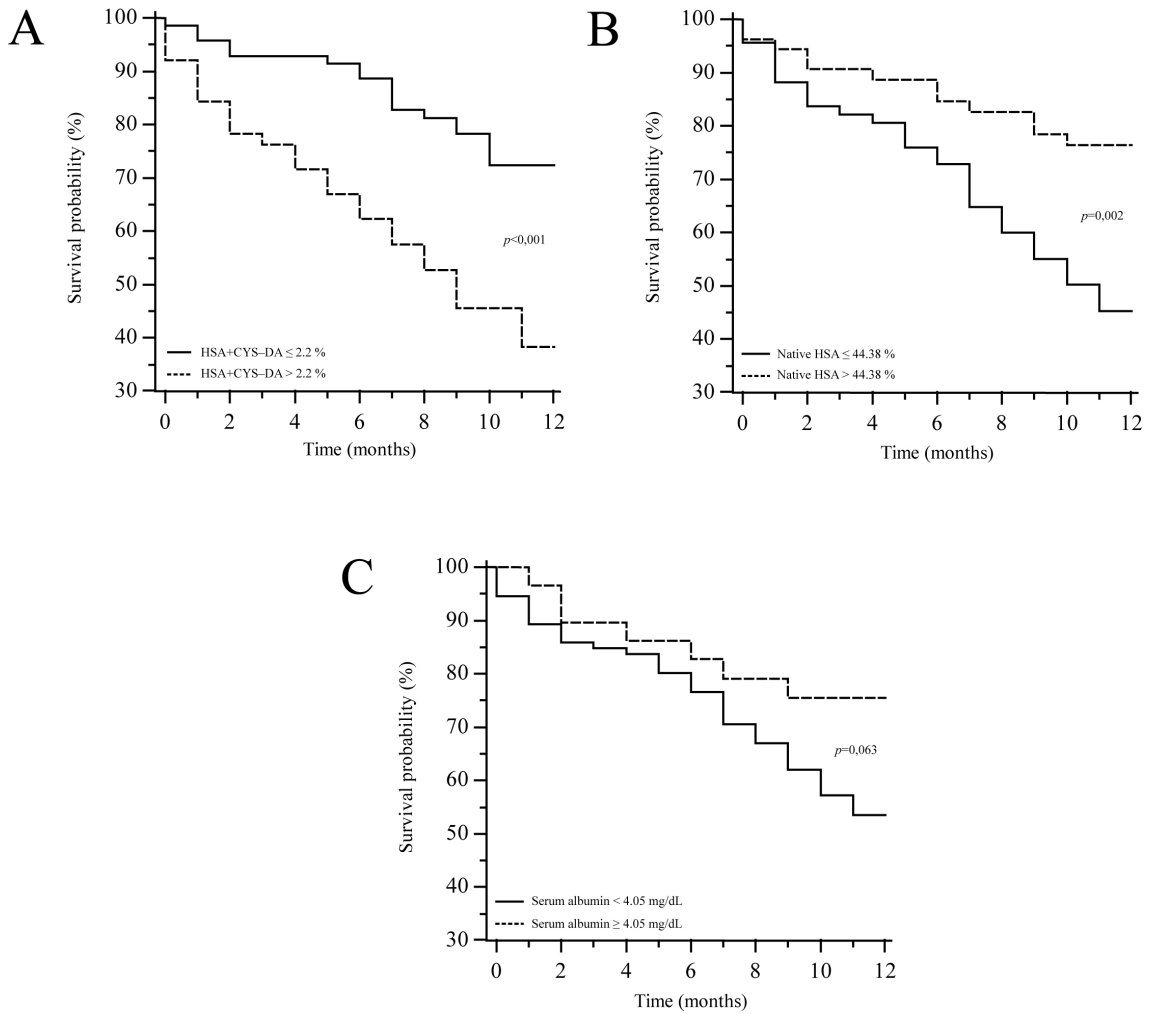 A
100
90
80
70
60
50
40
30
Survival probability (%)
p<0,001
HSA+CYS–DA ≤ 2.2 %
HSA+CYS–DA > 2.2 %
0 2 4 6 8 10 12
Time (months)
B
100
90
80
70
60
50
40
30
Survival probability (%)
p=0,002
Native HSA ≤ 44.38 %
Native HSA > 44.38 %
0 2 4 6 8 10 12
Time (months)
C
100
90
80
70
60
50
40
30
Survival probability (%)
p=0,063
Serum albumin < 4.05 mg/dL
Serum albumin ≥ 4.05 mg/dL
0 2 4 6 8 10 12
Time (months)